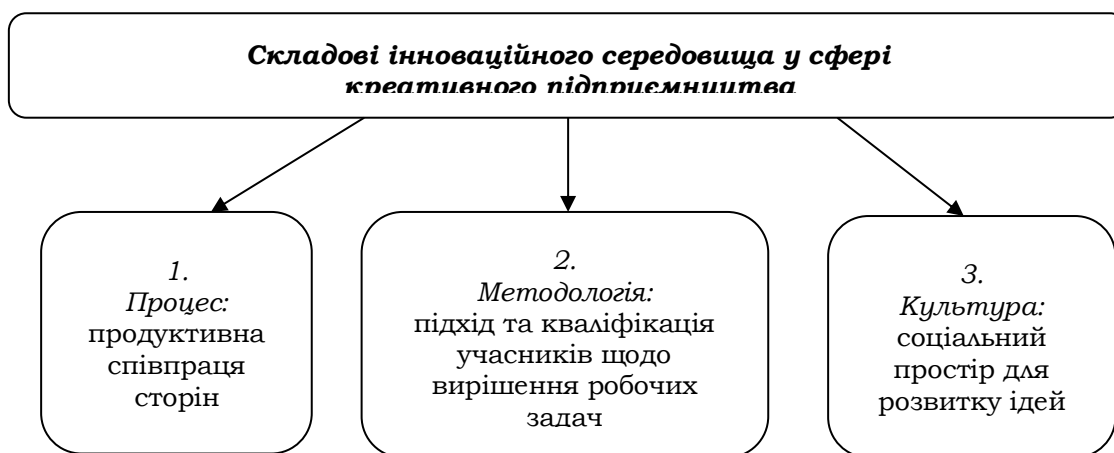 Складові інноваційного середовища у сфері
креативного підприємництва
1.
Процес:
продуктивна
співпраця
сторін
2.
Методологія:
підхід та кваліфікація
учасників щодо
вирішення робочих
задач
3.
Культура:
соціальний
простір для
розвитку ідей